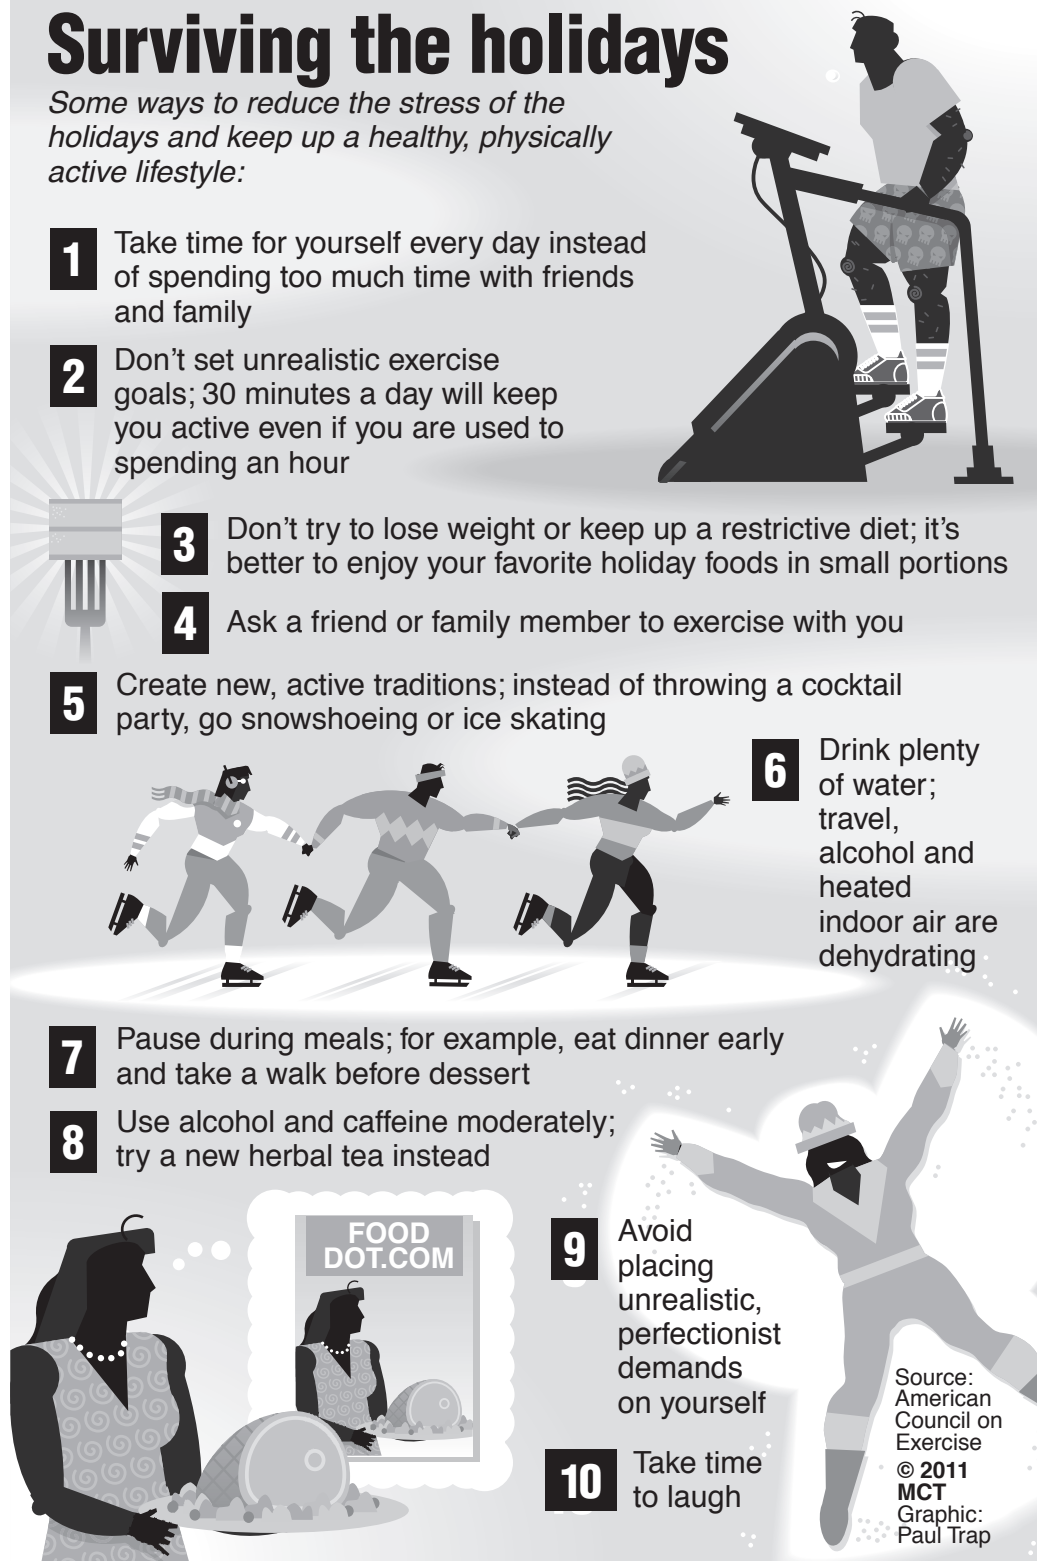 Surviving the holidays
Some ways to reduce the stress of the
holidays and keep up a healthy, physically
active lifestyle:
1
Take time for yourself every day instead
of spending too much time with friends
and family
2
Don't set unrealistic exercise
goals; 30 minutes a day will keep
you active even if you are used to
spending an hour
3
Don't try to lose weight or keep up a restrictive diet; it's
better to enjoy your favorite holiday foods in small portions
4
Ask a friend or family member to exercise with you
5
Create new, active traditions; instead of throwing a cocktail
party, go snowshoeing or ice skating
6
Drink plenty
of water;
travel,
alcohol and
heated
indoor air are
dehydrating
7
Pause during meals; for example, eat dinner early
and take a walk before dessert
8
Use alcohol and caffeine moderately;
try a new herbal tea instead
FOOD
DOT.COM
9
Avoid
placing
unrealistic,
perfectionist
demands
on yourself
10
Take time
to laugh
Source:
American
Council on
Exercise
© 2011
MCT
Graphic:
Paul Trap